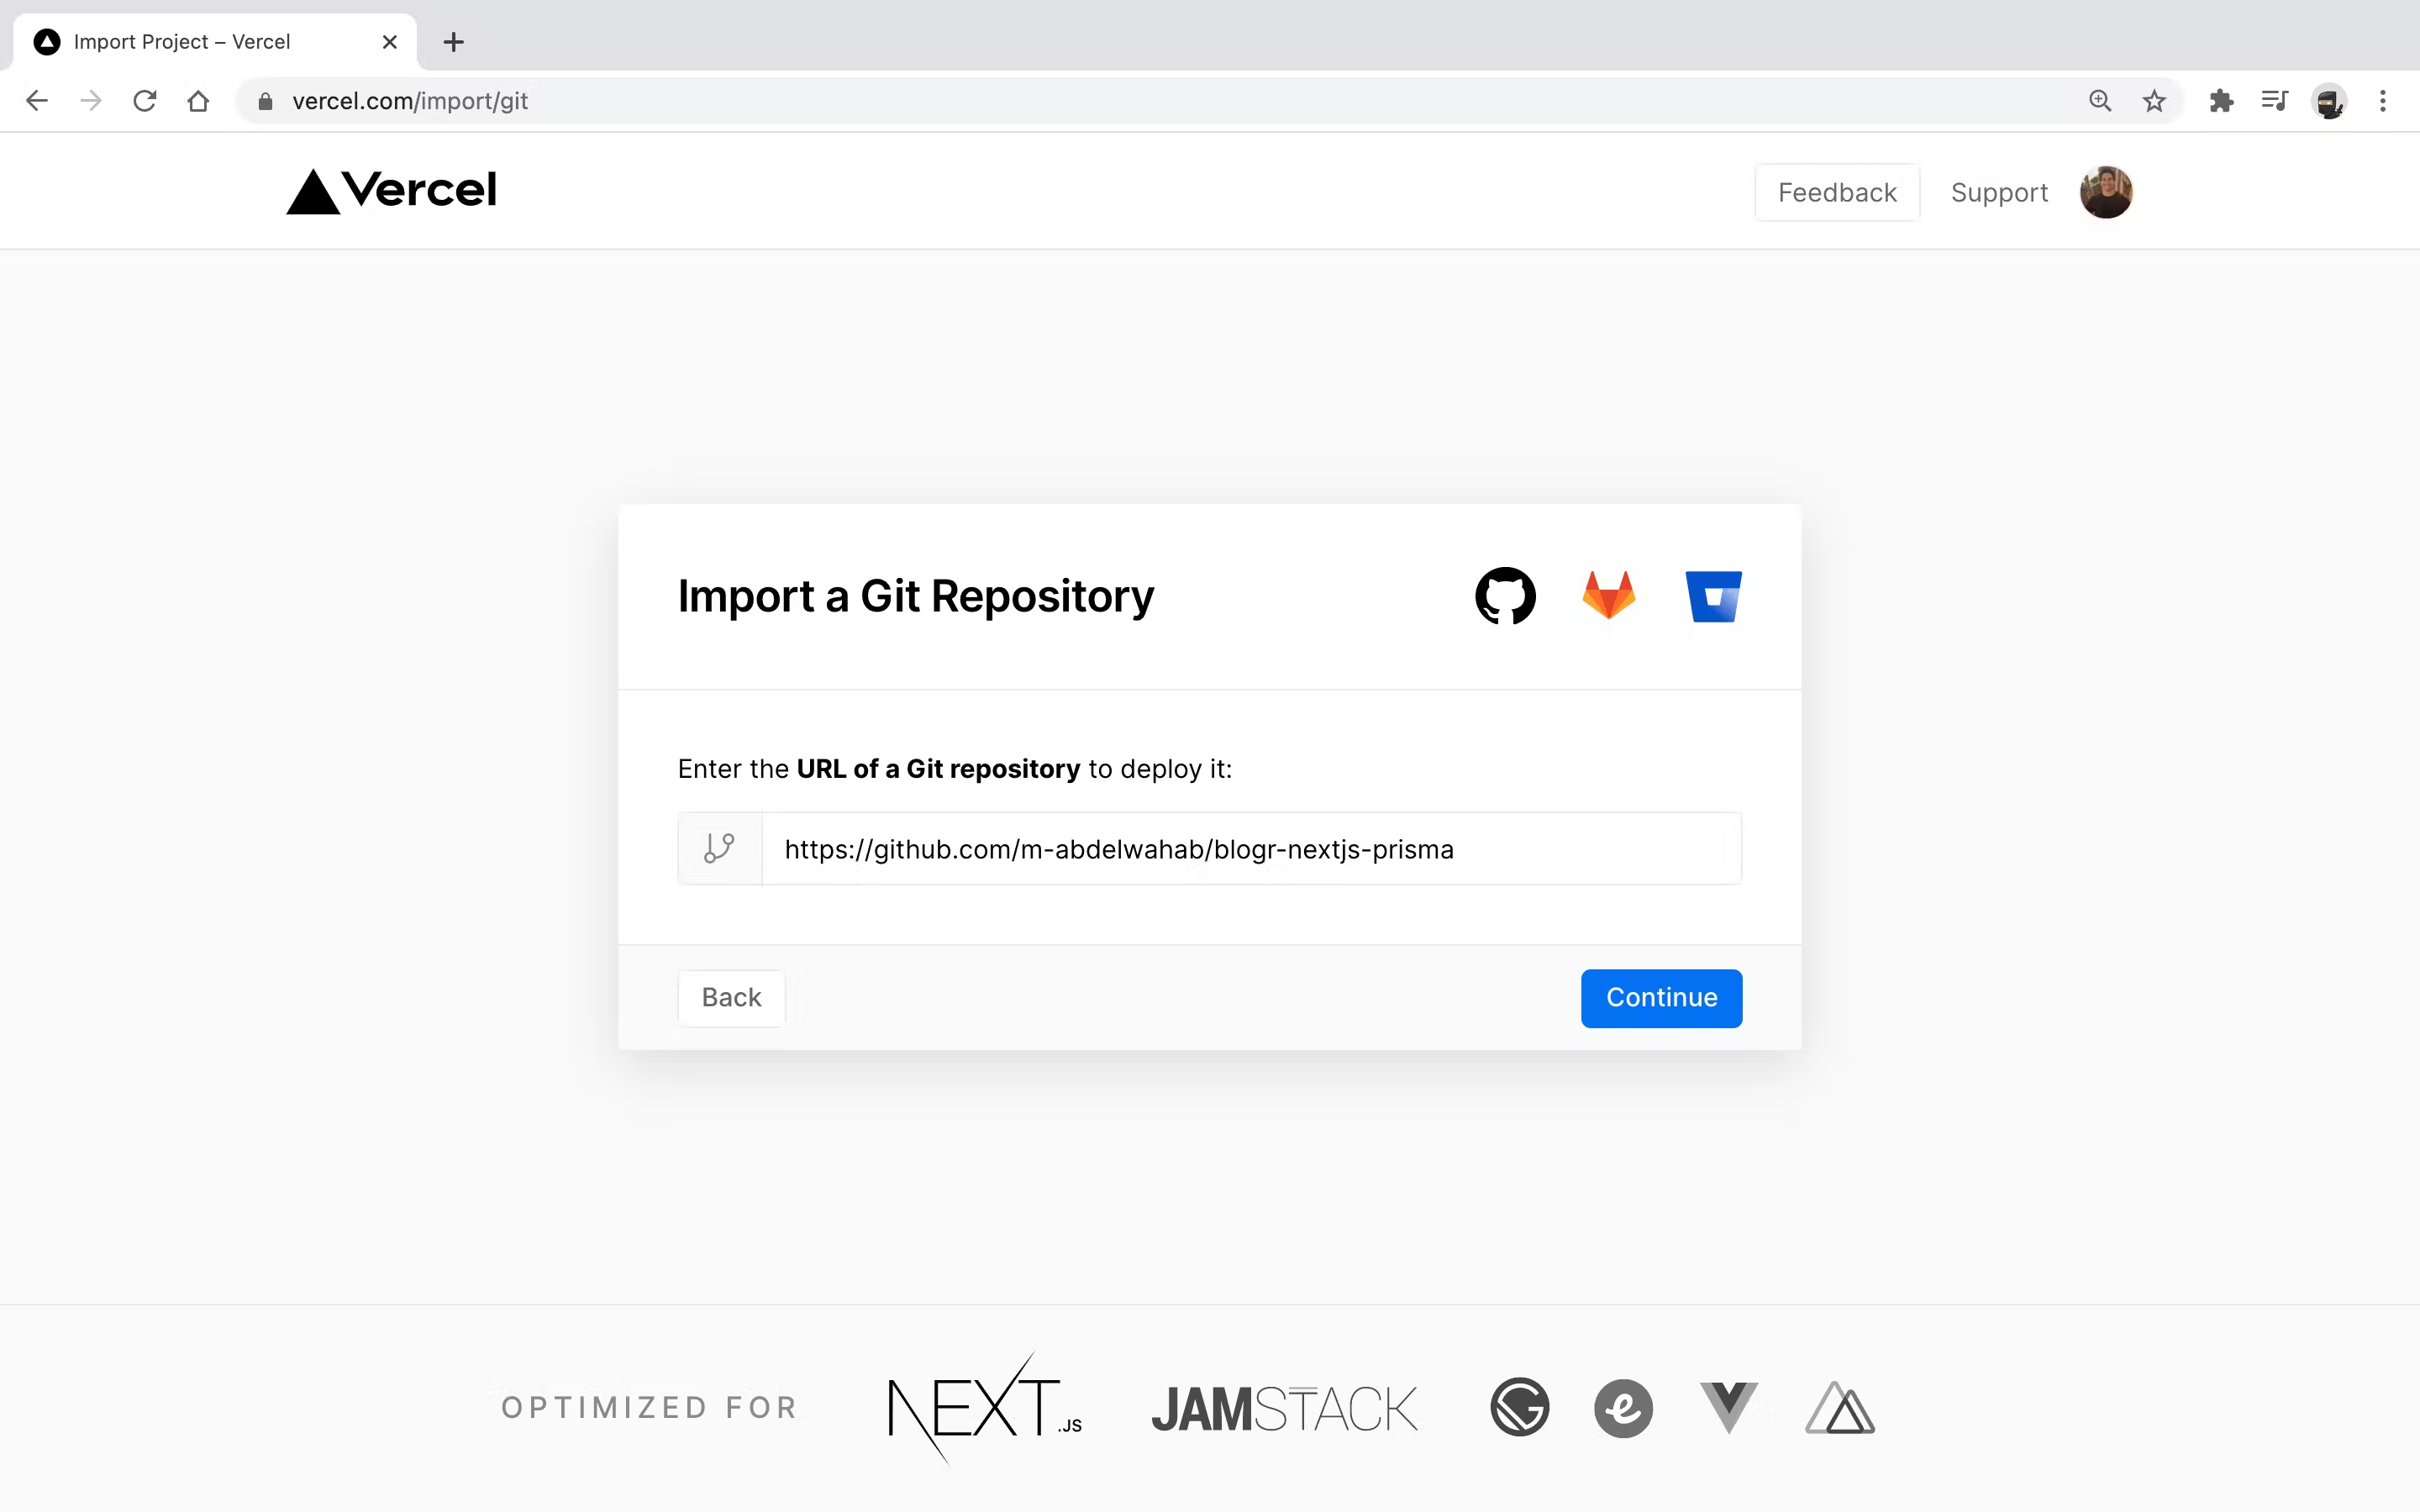 Import Project – Vercel
vercel.com/import/git
Vercel
Feedback
Support
Import a Git Repository
Enter the URL of a Git repository to deploy it:
https://github.com/m-abdelwahab/blogr-nextjs-prisma
Back
Continue
OPTIMIZED FOR
NEXT.JS
JAMSTACK